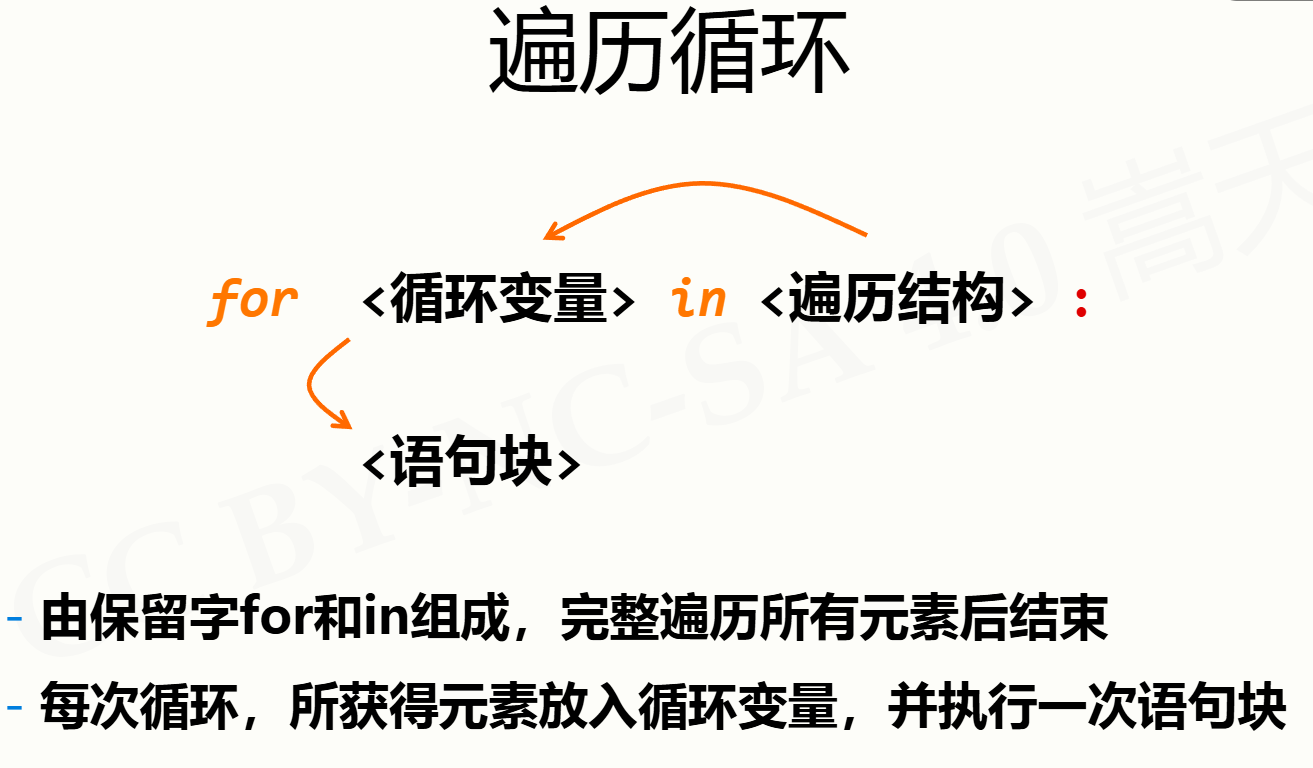 遍历循环
for <循环变量> in <遍历结构> :
<语句块>
- 由保留字for和in组成，完整遍历所有元素后结束
- 每次循环，所获得元素放入循环变量，并执行一次语句块
CC BY-NC-SA 4.0 嵩天